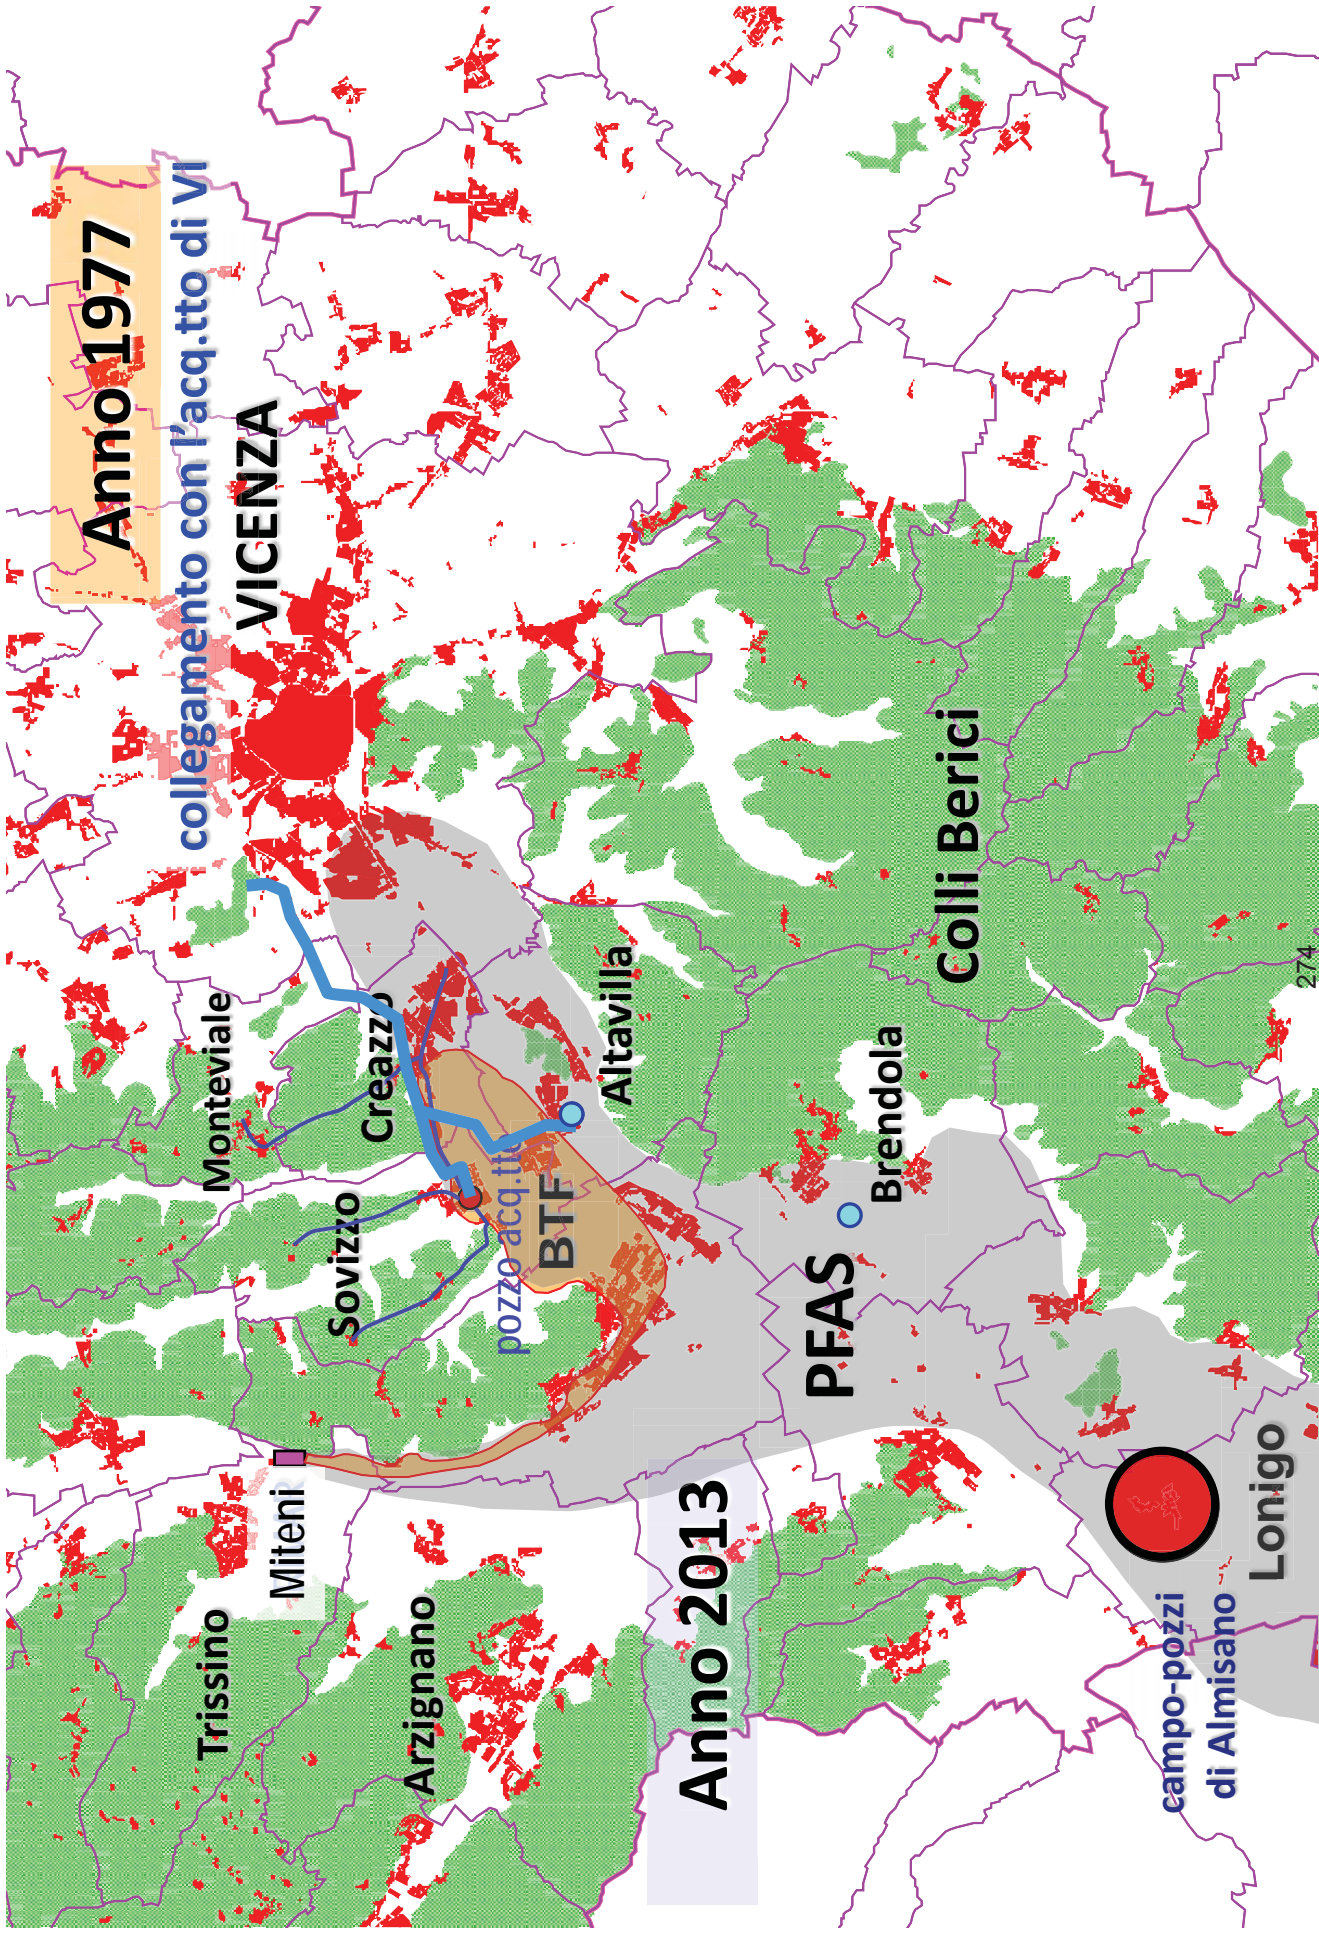 Anno 1977
collegamento con l'acq.tto di VI
VICENZA
Monteviale
Trissino
Miteni
Sovizzo
Creazzo
Arzignano
pozzo acq.tto
BTF
Altavilla
Anno 2013
PFAS
Brendola
Colli Berici
campo-pozzi
di Almisano
Lonigo
274